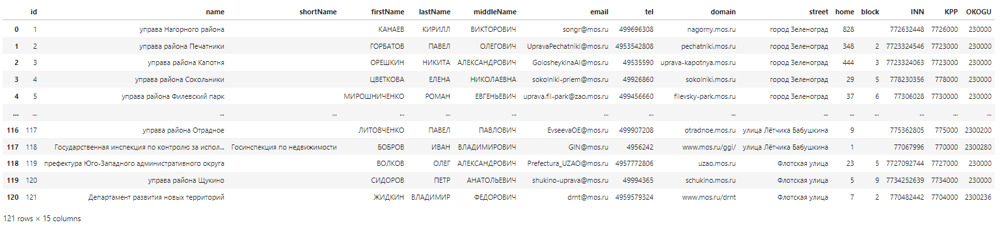 id name shortName firstName lastName middleName email tel domain street home block INN KPP OKOGU
0 1 управа Нагорного района КАНАЕВ КИРИЛЛ ВИКТОРОВИЧ songr@mos.ru 499696308 nagorny.mos.ru город Зеленоград 828 772632448 7726000 230000
1 2 управа района Печатники ГОРБАТОВ ПАВЕЛ ОЛЕГОВИЧ UpravaPechatniki@mos.ru 4953542808 pechatniki.mos.ru город Зеленоград 348 2 7723324546 7723000 230000
2 3 управа района Капотня ОРЕШКИН НИКИТА АЛЕКСАНДРОВИЧ GolosheykinaAI@mos.ru 49535590 uprava-kapotnya.mos.ru город Зеленоград 444 3 7723324063 7723000 230000
3 4 управа района Сокольники ЦВЕТКОВА ЕЛЕНА НИКОЛАЕВНА sokolniki-priem@mos.ru 49926860 sokolniki.mos.ru город Зеленоград 29 5 778230356 778000 230000
4 5 управа района Филевский парк МИРОШНИЧЕНКО РОМАН ЕВГЕНЬЕВИЧ uprava.fil-park@zao.mos.ru 499456660 filevsky-park.mos.ru город Зеленоград 37 6 77306028 7730000 230000
... ... ... ... ... ... ... ... ... ... ... ... ... ... ... ...
116 117 управа района Отрадное ЛИТОВЧЕНКО ПАВЕЛ ПАВЛОВИЧ EvseevaOE@mos.ru 499907208 otradnoe.mos.ru улица Лётчика Бабушкина 9 775362805 775000 2300200
117 118 Государственная инспекция по контролю за испол... Госинспекция по недвижимости БОБРОВ ИВАН ВЛАДИМИРОВИЧ GIN@mos.ru 4956242 www.mos.ru/ggi/ улица Лётчика Бабушкина 1 77067996 770000 2300280
118 119 префектура Юго-Западного административного округа ВОЛКОВ ОЛЕГ АЛЕКСАНДРОВИЧ Prefectura_UZAO@mos.ru 4957772806 uzao.mos.ru Флотская улица 23 5 7727092744 7727000 230000
119 120 управа района Щукино СИДОРОВ ПЕТР АНАТОЛЬЕВИЧ shukino-uprava@mos.ru 49994365 schukino.mos.ru Флотская улица 5 9 7734252639 7734000 230000
120 121 Департамент развития новых территорий ЖИДКИН ВЛАДИМИР ФЕДОРОВИЧ drnt@mos.ru 4959579324 www.mos.ru/drnt Флотская улица 7 2 770482442 7704000 2300236
121 rows × 15 columns